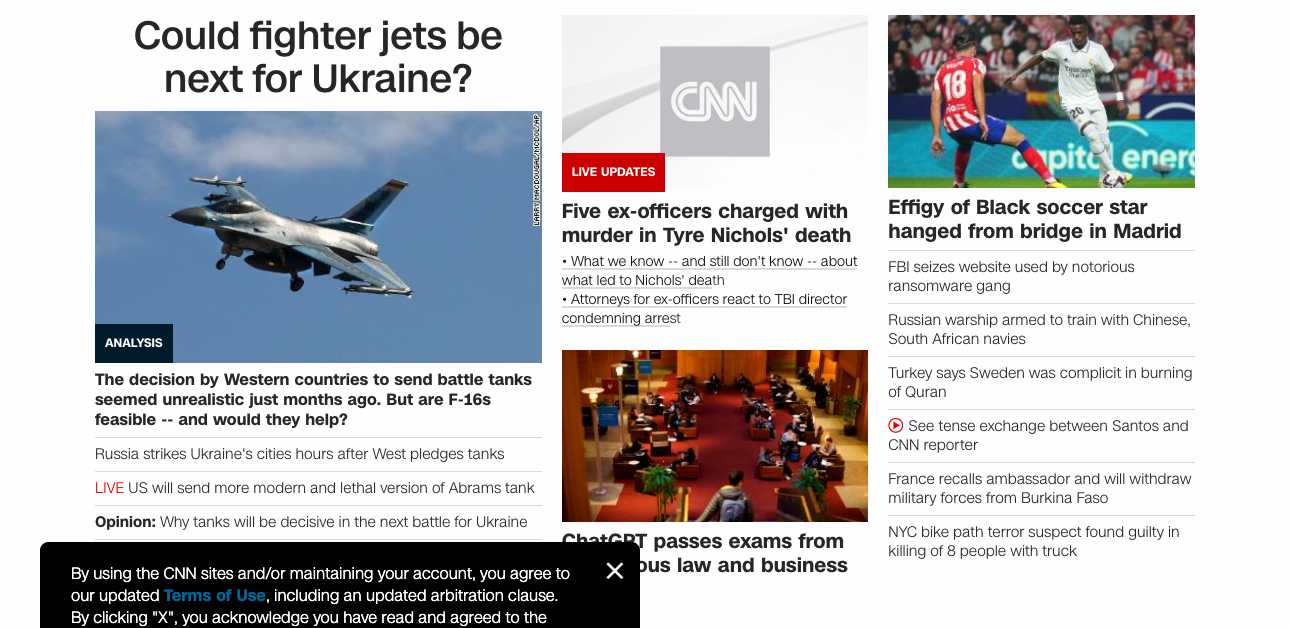 Could fighter jets be
next for Ukraine?
LARRY MACDOUGAL/MCDOL/AP
ANALYSIS
The decision by Western countries to send battle tanks
seemed unrealistic just months ago. But are F-16s
feasible -- and would they help?
Russia strikes Ukraine's cities hours after West pledges tanks
LIVE US will send more modern and lethal version of Abrams tank
Opinion: Why tanks will be decisive in the next battle for Ukraine
By using the CNN sites and/or maintaining your account, you agree to
our updated Terms of Use, including an updated arbitration clause.
By clicking "X", you acknowledge you have read and agreed to the
CNN
LIVE UPDATES
Five ex-officers charged with
murder in Tyre Nichols' death
• What we know -- and still don't know -- about
what led to Nichols' death
• Attorneys for ex-officers react to TBI director
condemning arrest
ChatGPT passes exams from
law and business
18
20
capitol energ
Effigy of Black soccer star
hanged from bridge in Madrid
FBI seizes website used by notorious
ransomware gang
Russian warship armed to train with Chinese,
South African navies
Turkey says Sweden was complicit in burning
of Quran
See tense exchange between Santos and
CNN reporter
France recalls ambassador and will withdraw
military forces from Burkina Faso
NYC bike path terror suspect found guilty in
killing of 8 people with truck